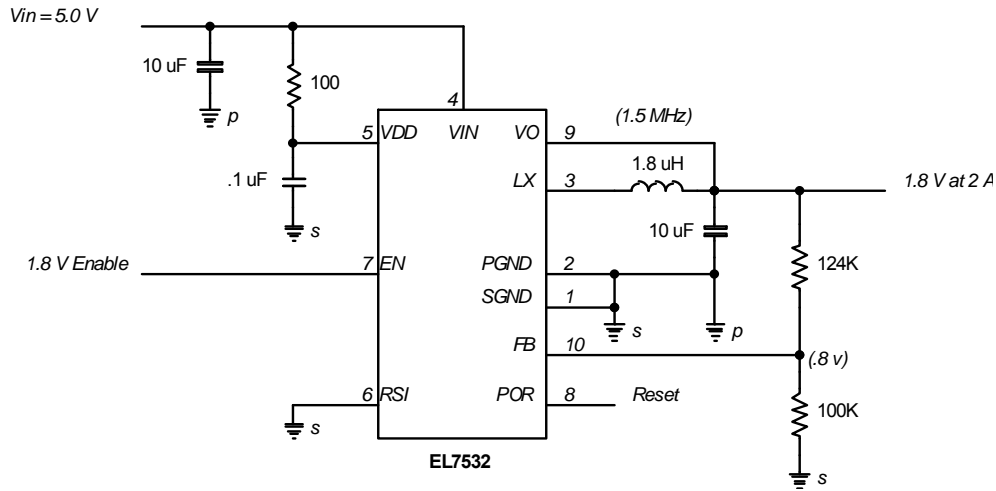 Vin = 5.0 V
10 uF
100
p
4
5 VDD VIN VO 9 (1.5 MHz)
1.8 uH
.1 uF
LX 3
1.8 V at 2 A
s
10 uF
1.8 V Enable
7 EN PGND 2
124K
SGND 1
s p
FB 10
(.8 v)
6 RSI POR 8 Reset
s
100K
EL7532
s